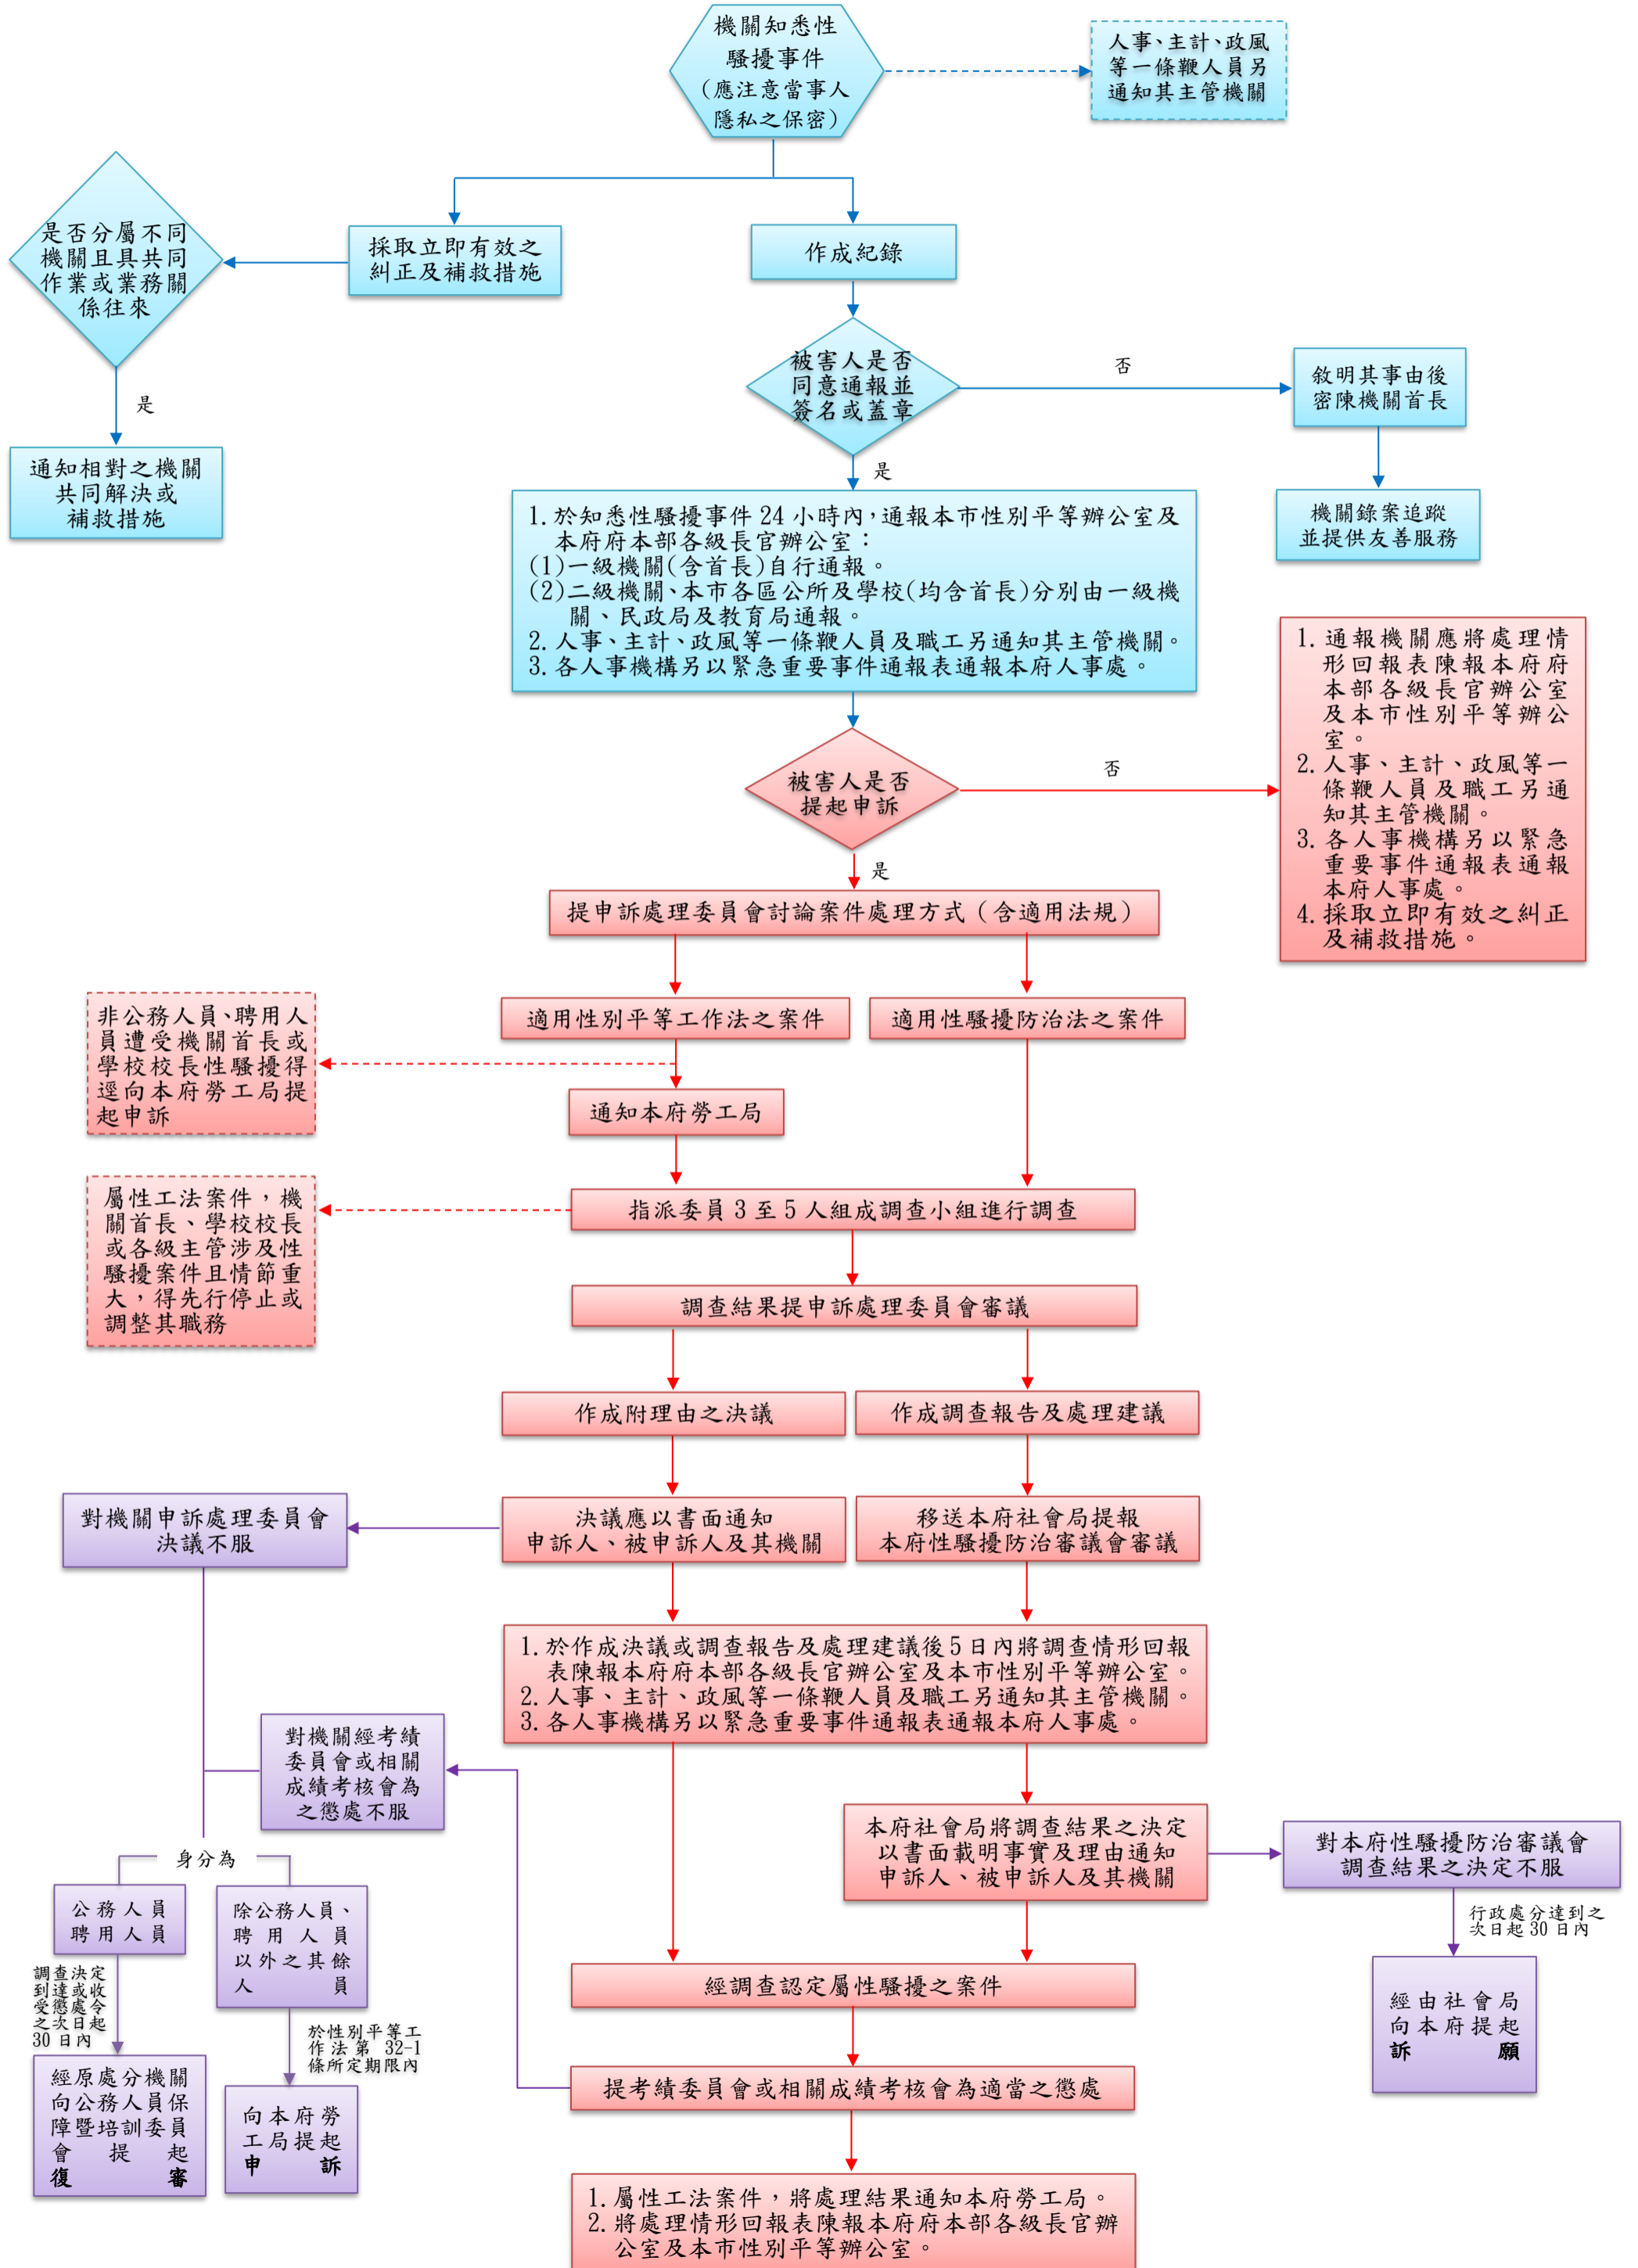 機關知悉性
騷擾事件
（應注意當事人
隱私之保密）
人事、主計、政風
等一條鞭人員另
通知其主管機關
是否分屬不同
機關且具共同
作業或業務關
係往來
採取立即有效之
糾正及補救措施
作成紀錄
是
通知相對之機關
共同解決或
補救措施
被害人是否
同意通報並
簽名或蓋章
否
敘明其事由後
密陳機關首長
機關錄案追蹤
並提供友善服務
是
1. 於知悉性騷擾事件 24 小時內，通報本市性別平等辦公室及
本府府本部各級長官辦公室：
(1)一級機關(含首長)自行通報。
(2)二級機關、本市各區公所及學校(均含首長)分別由一級機
關、民政局及教育局通報。
2. 人事、主計、政風等一條鞭人員及職工另通知其主管機關。
3. 各人事機構另以緊急重要事件通報表通報本府人事處。
被害人是否
提起申訴
否
1. 通報機關應將處理情
形回報表陳報本府府
本部各級長官辦公室
及本市性別平等辦公
室。
2. 人事、主計、政風等一
條鞭人員及職工另通
知其主管機關。
3. 各人事機構另以緊急
重要事件通報表通報
本府人事處。
4. 採取立即有效之糾正
及補救措施。
是
提申訴處理委員會討論案件處理方式（含適用法規）
適用性別平等工作法之案件
適用性騷擾防治法之案件
非公務人員、聘用人
員遭受機關首長或
學校校長性騷擾得
逕向本府勞工局提
起申訴
通知本府勞工局
屬性工法案件，機
關首長、學校校長
或各級主管涉及性
騷擾案件且情節重
大，得先行停止或
調整其職務
指派委員 3 至 5 人組成調查小組進行調查
調查結果提申訴處理委員會審議
作成附理由之決議
作成調查報告及處理建議
對機關申訴處理委員會
決議不服
決議應以書面通知
申訴人、被申訴人及其機關
移送本府社會局提報
本府性騷擾防治審議會審議
1. 於作成決議或調查報告及處理建議後 5 日內將調查情形回報
表陳報本府府本部各級長官辦公室及本市性別平等辦公室。
2. 人事、主計、政風等一條鞭人員及職工另通知其主管機關。
3. 各人事機構另以緊急重要事件通報表通報本府人事處。
對機關經考績
委員會或相關
成績考核會為
之懲處不服
本府社會局將調查結果之決定
以書面載明事實及理由通知
申訴人、被申訴人及其機關
對本府性騷擾防治審議會
調查結果之決定不服
身分為
公務人員
聘用人員
除公務人員、
聘用人員
以外之其餘
人員
行政處分達到之
次日起 30 日內
調查決定
到達或收
受懲處令
之次日起
30 日內
於性別平等工
作法第 32-1
條所定期限內
經調查認定屬性騷擾之案件
經由社會局
向本府提起
訴願
經原處分機關
向公務人員保
障暨培訓委員
會提起
復審
向本府勞
工局提起
申訴
提考績委員會或相關成績考核會為適當之懲處
1. 屬性工法案件，將處理結果通知本府勞工局。
2. 將處理情形回報表陳報本府府本部各級長官辦
公室及本市性別平等辦公室。